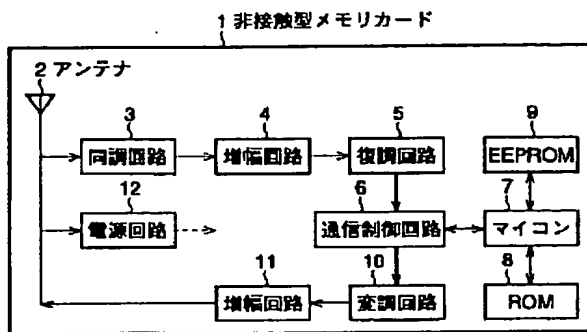 1 非接触型メモリカード
2 アンテナ
3
同調回路
4
増幅回路
5
復調回路
9
EEPROM
12
電源回路
6
通信制御回路
7
マイコン
11
増幅回路
10
変調回路
8
ROM